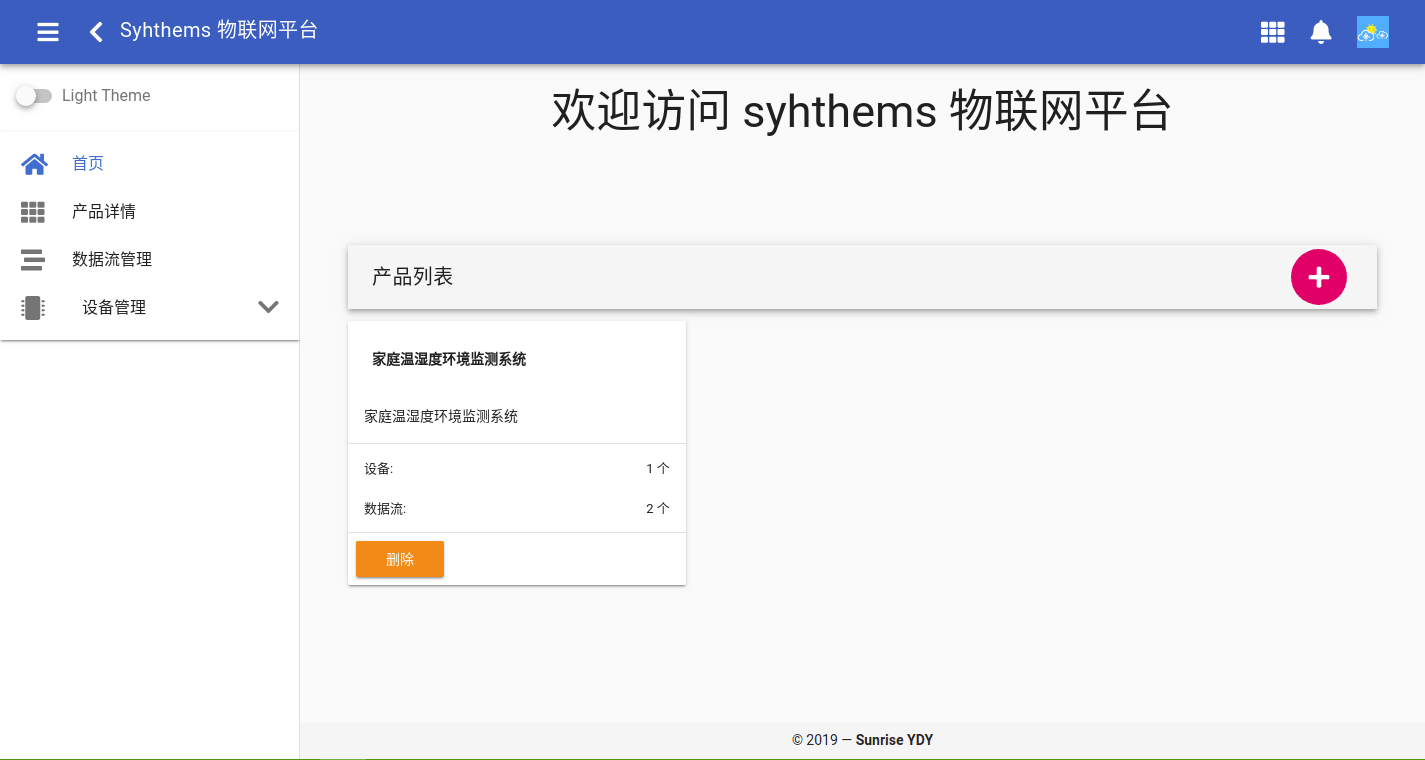 Syhthems 物联网平台
Light Theme
首页
产品详情
数据流管理
设备管理
欢迎访问 syhthems 物联网平台
产品列表
家庭温湿度环境监测系统
家庭温湿度环境监测系统
设备: 1 个
数据流: 2 个
删除
© 2019 — Sunrise YDY